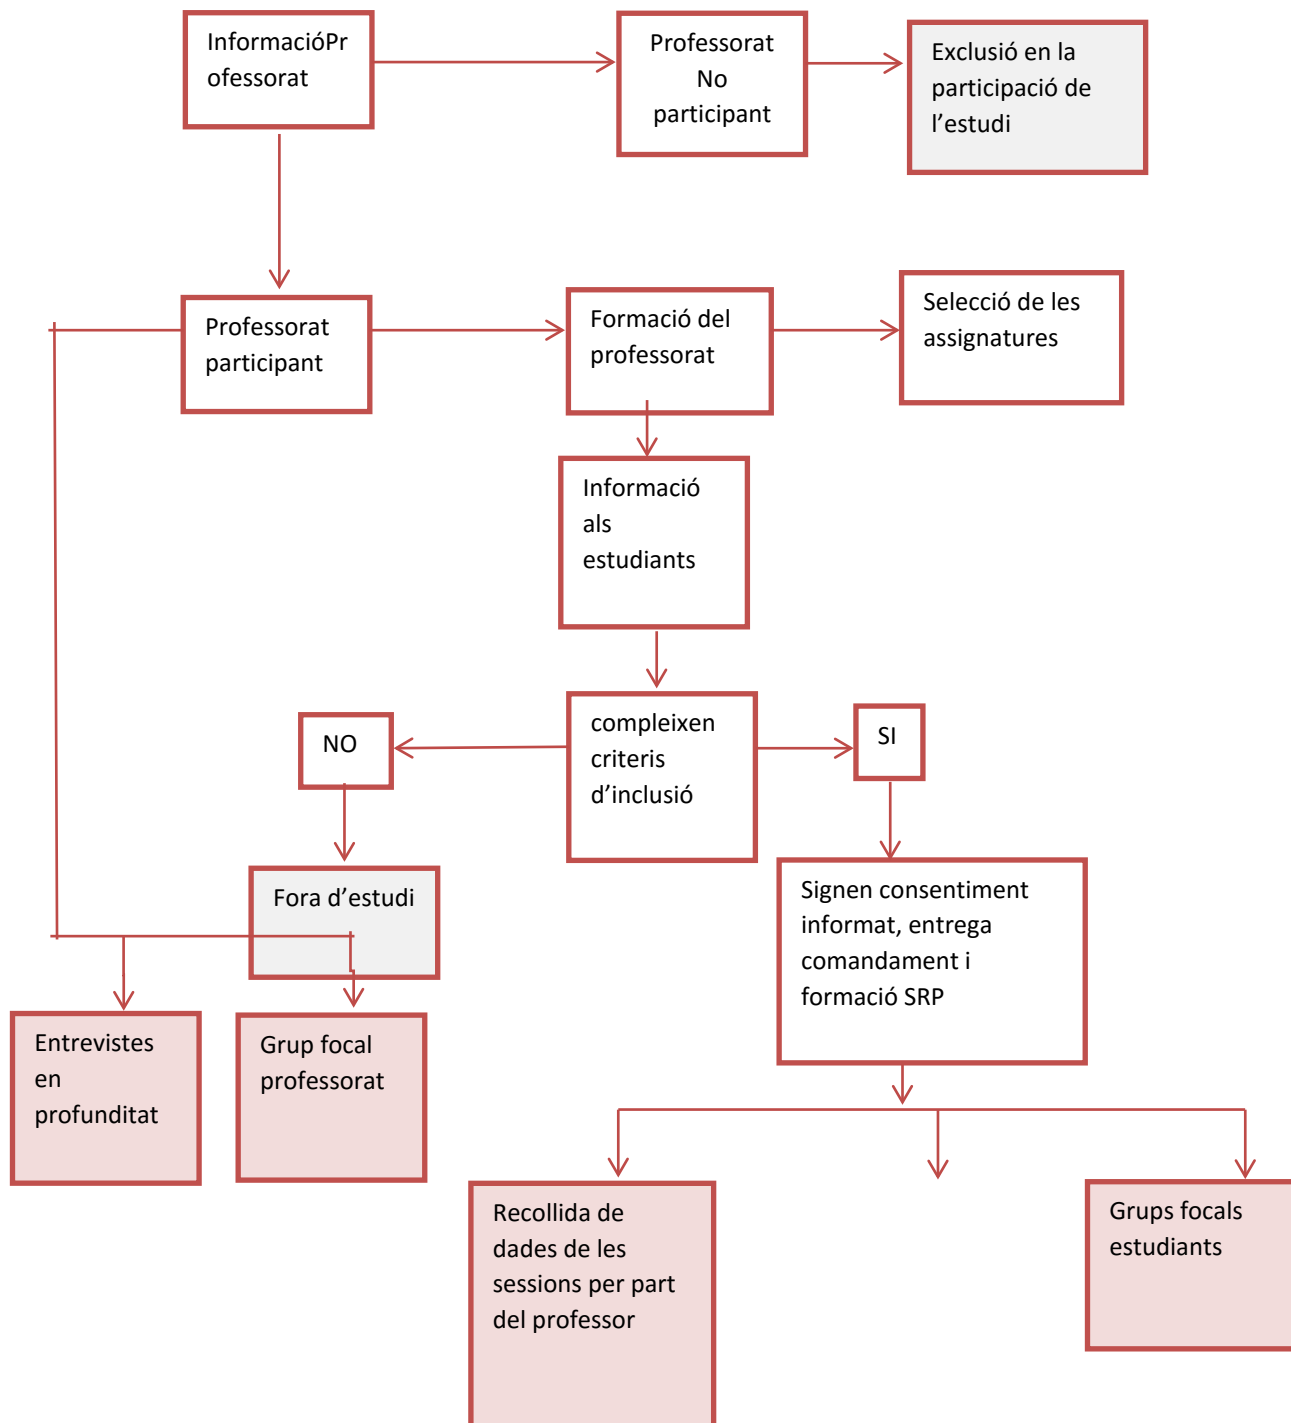 InformacióPr
ofessorat
Professorat
No
participant
Exclusió en la
participació de
l’estudi
Professorat
participant
Formació del
professorat
Selecció de les
assignatures
Informació
als
estudiants
compleixen
criteris
d’inclusió
NO
SI
Fora d’estudi
Signen consentiment
informat, entrega
comandament i
formació SRP
Entrevistes
en
profunditat
Grup focal
professorat
Recollida de
dades de les
sessions per part
del professor
Grups focals
estudiants